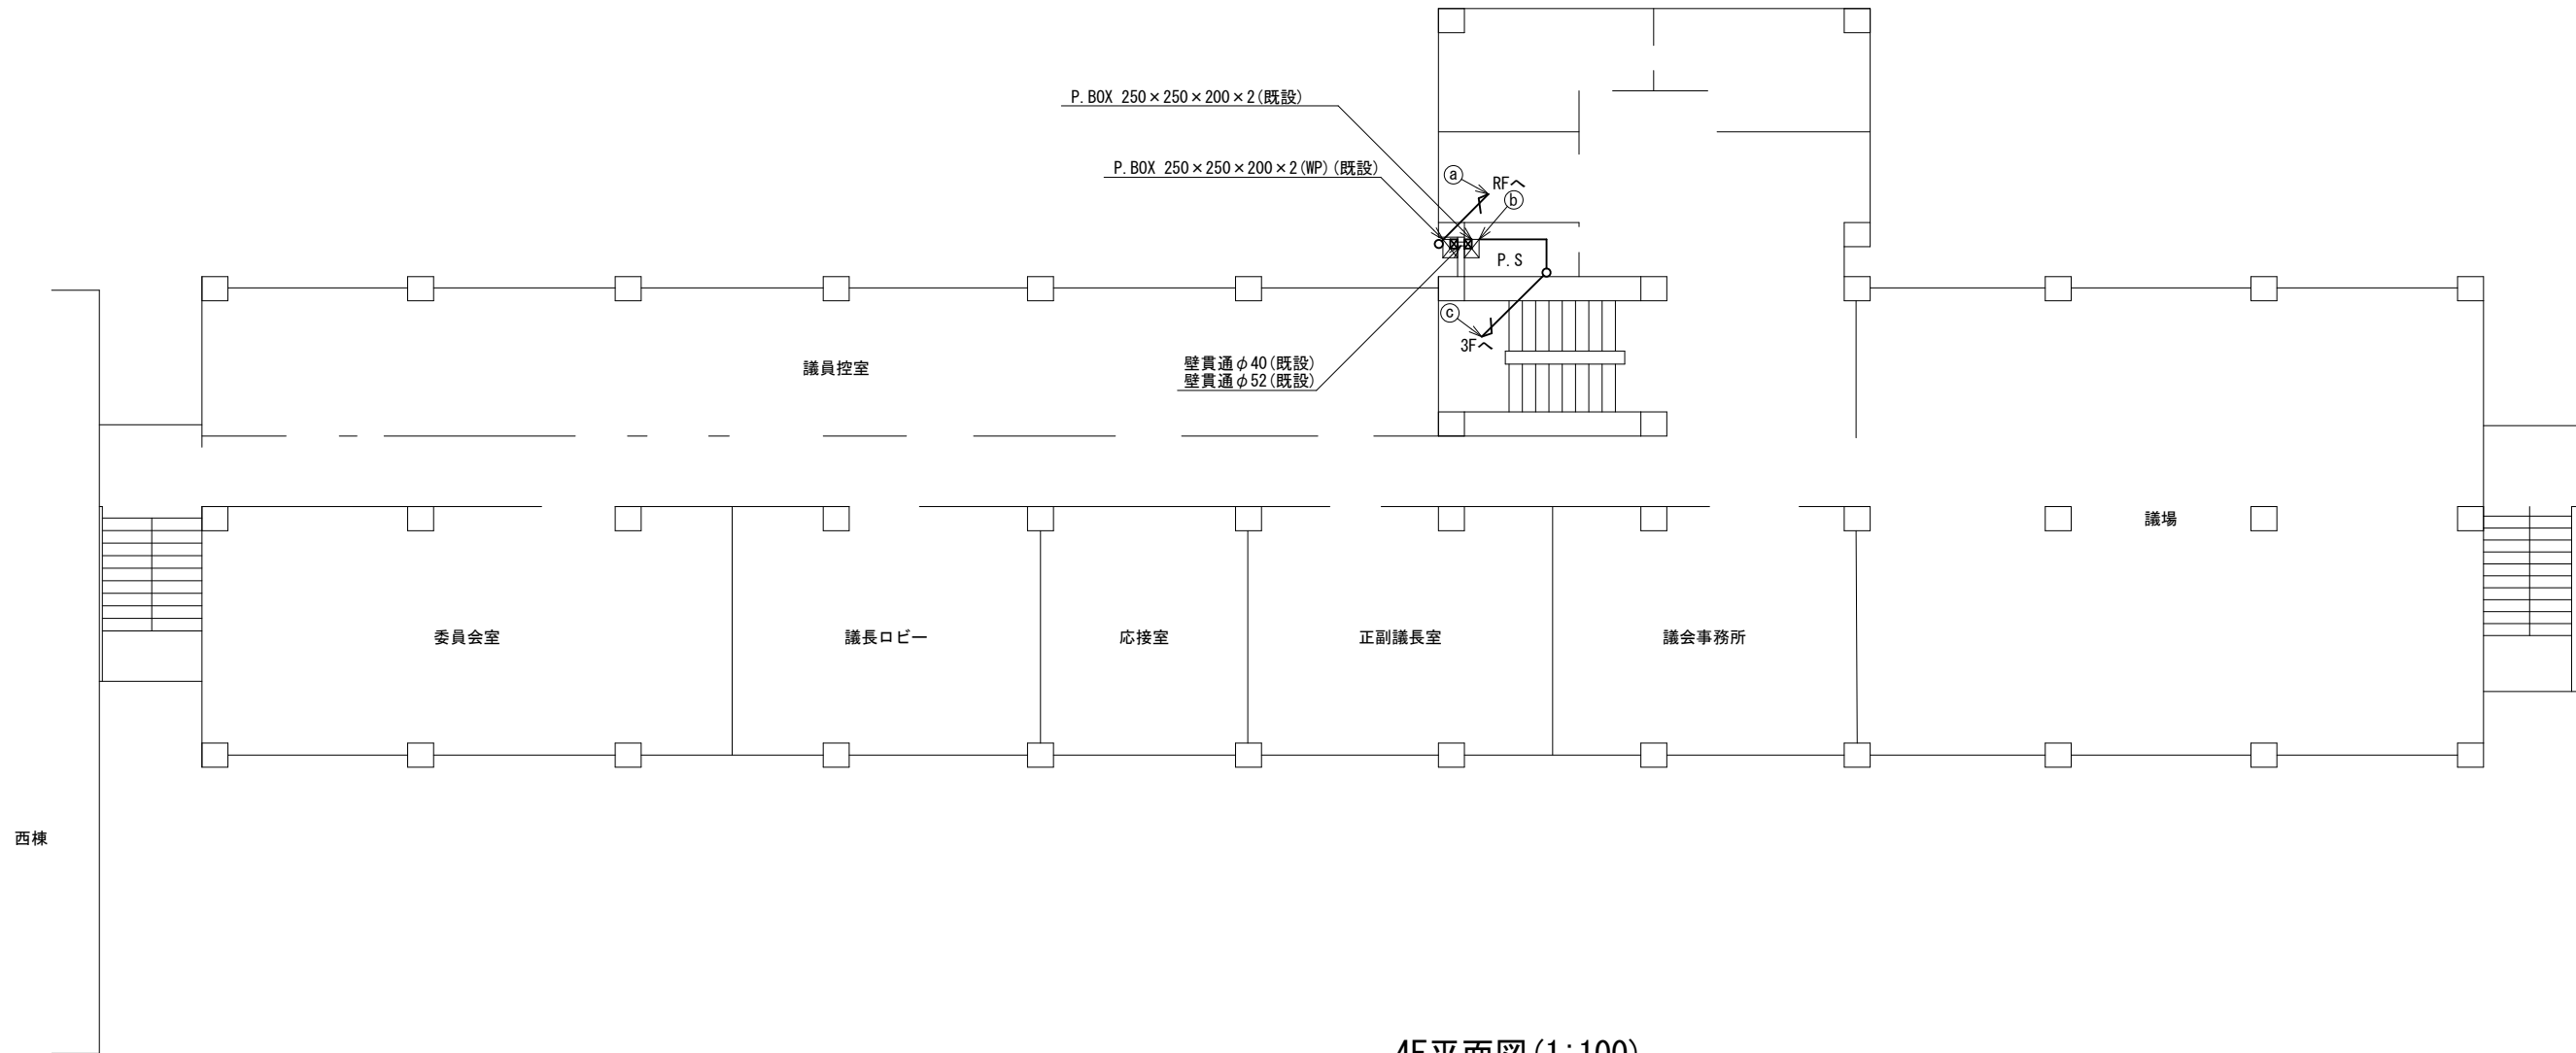 P.BOX 250×250×200×2(既設)
P.BOX 250×250×200×2(WP)(既設)
a
RFへ
b
P.S
c
3Fへ
壁貫通φ40(既設)
壁貫通φ52(既設)
議員控室
議場
委員会室
議長ロビー
応接室
正副議長室
議会事務所
西棟
4F平面図(1:100)